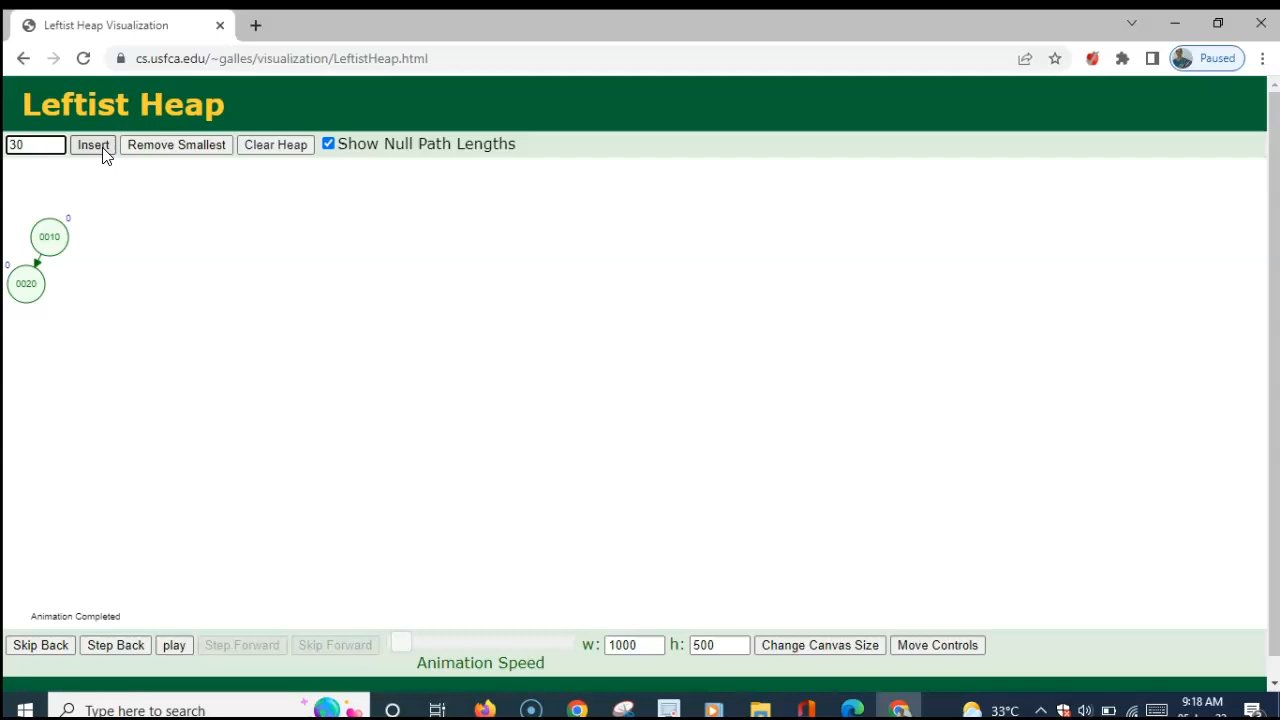 Leftist Heap Visualization
cs.usfca.edu/~galles/visualization/LeftistHeap.html
Paused
Leftist Heap
30 Insert Remove Smallest Clear Heap Show Null Path Lengths
0
0010
0
0020
Animation Completed
Skip Back Step Back play Step Forward Skip Forward w: 1000 h: 500 Change Canvas Size Move Controls
Animation Speed
Type here to search
33°C
9:18 AM